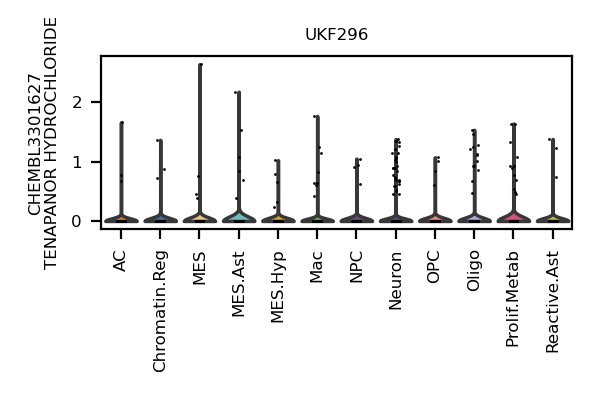 UKF296
CHEMBL3301627
TENAPANOR HYDROCHLORIDE
2
1
0
AC
Chromatin.Reg
MES
MES.Ast
MES.Hyp
Mac
NPC
Neuron
OPC
Oligo
Prolif.Metab
Reactive.Ast